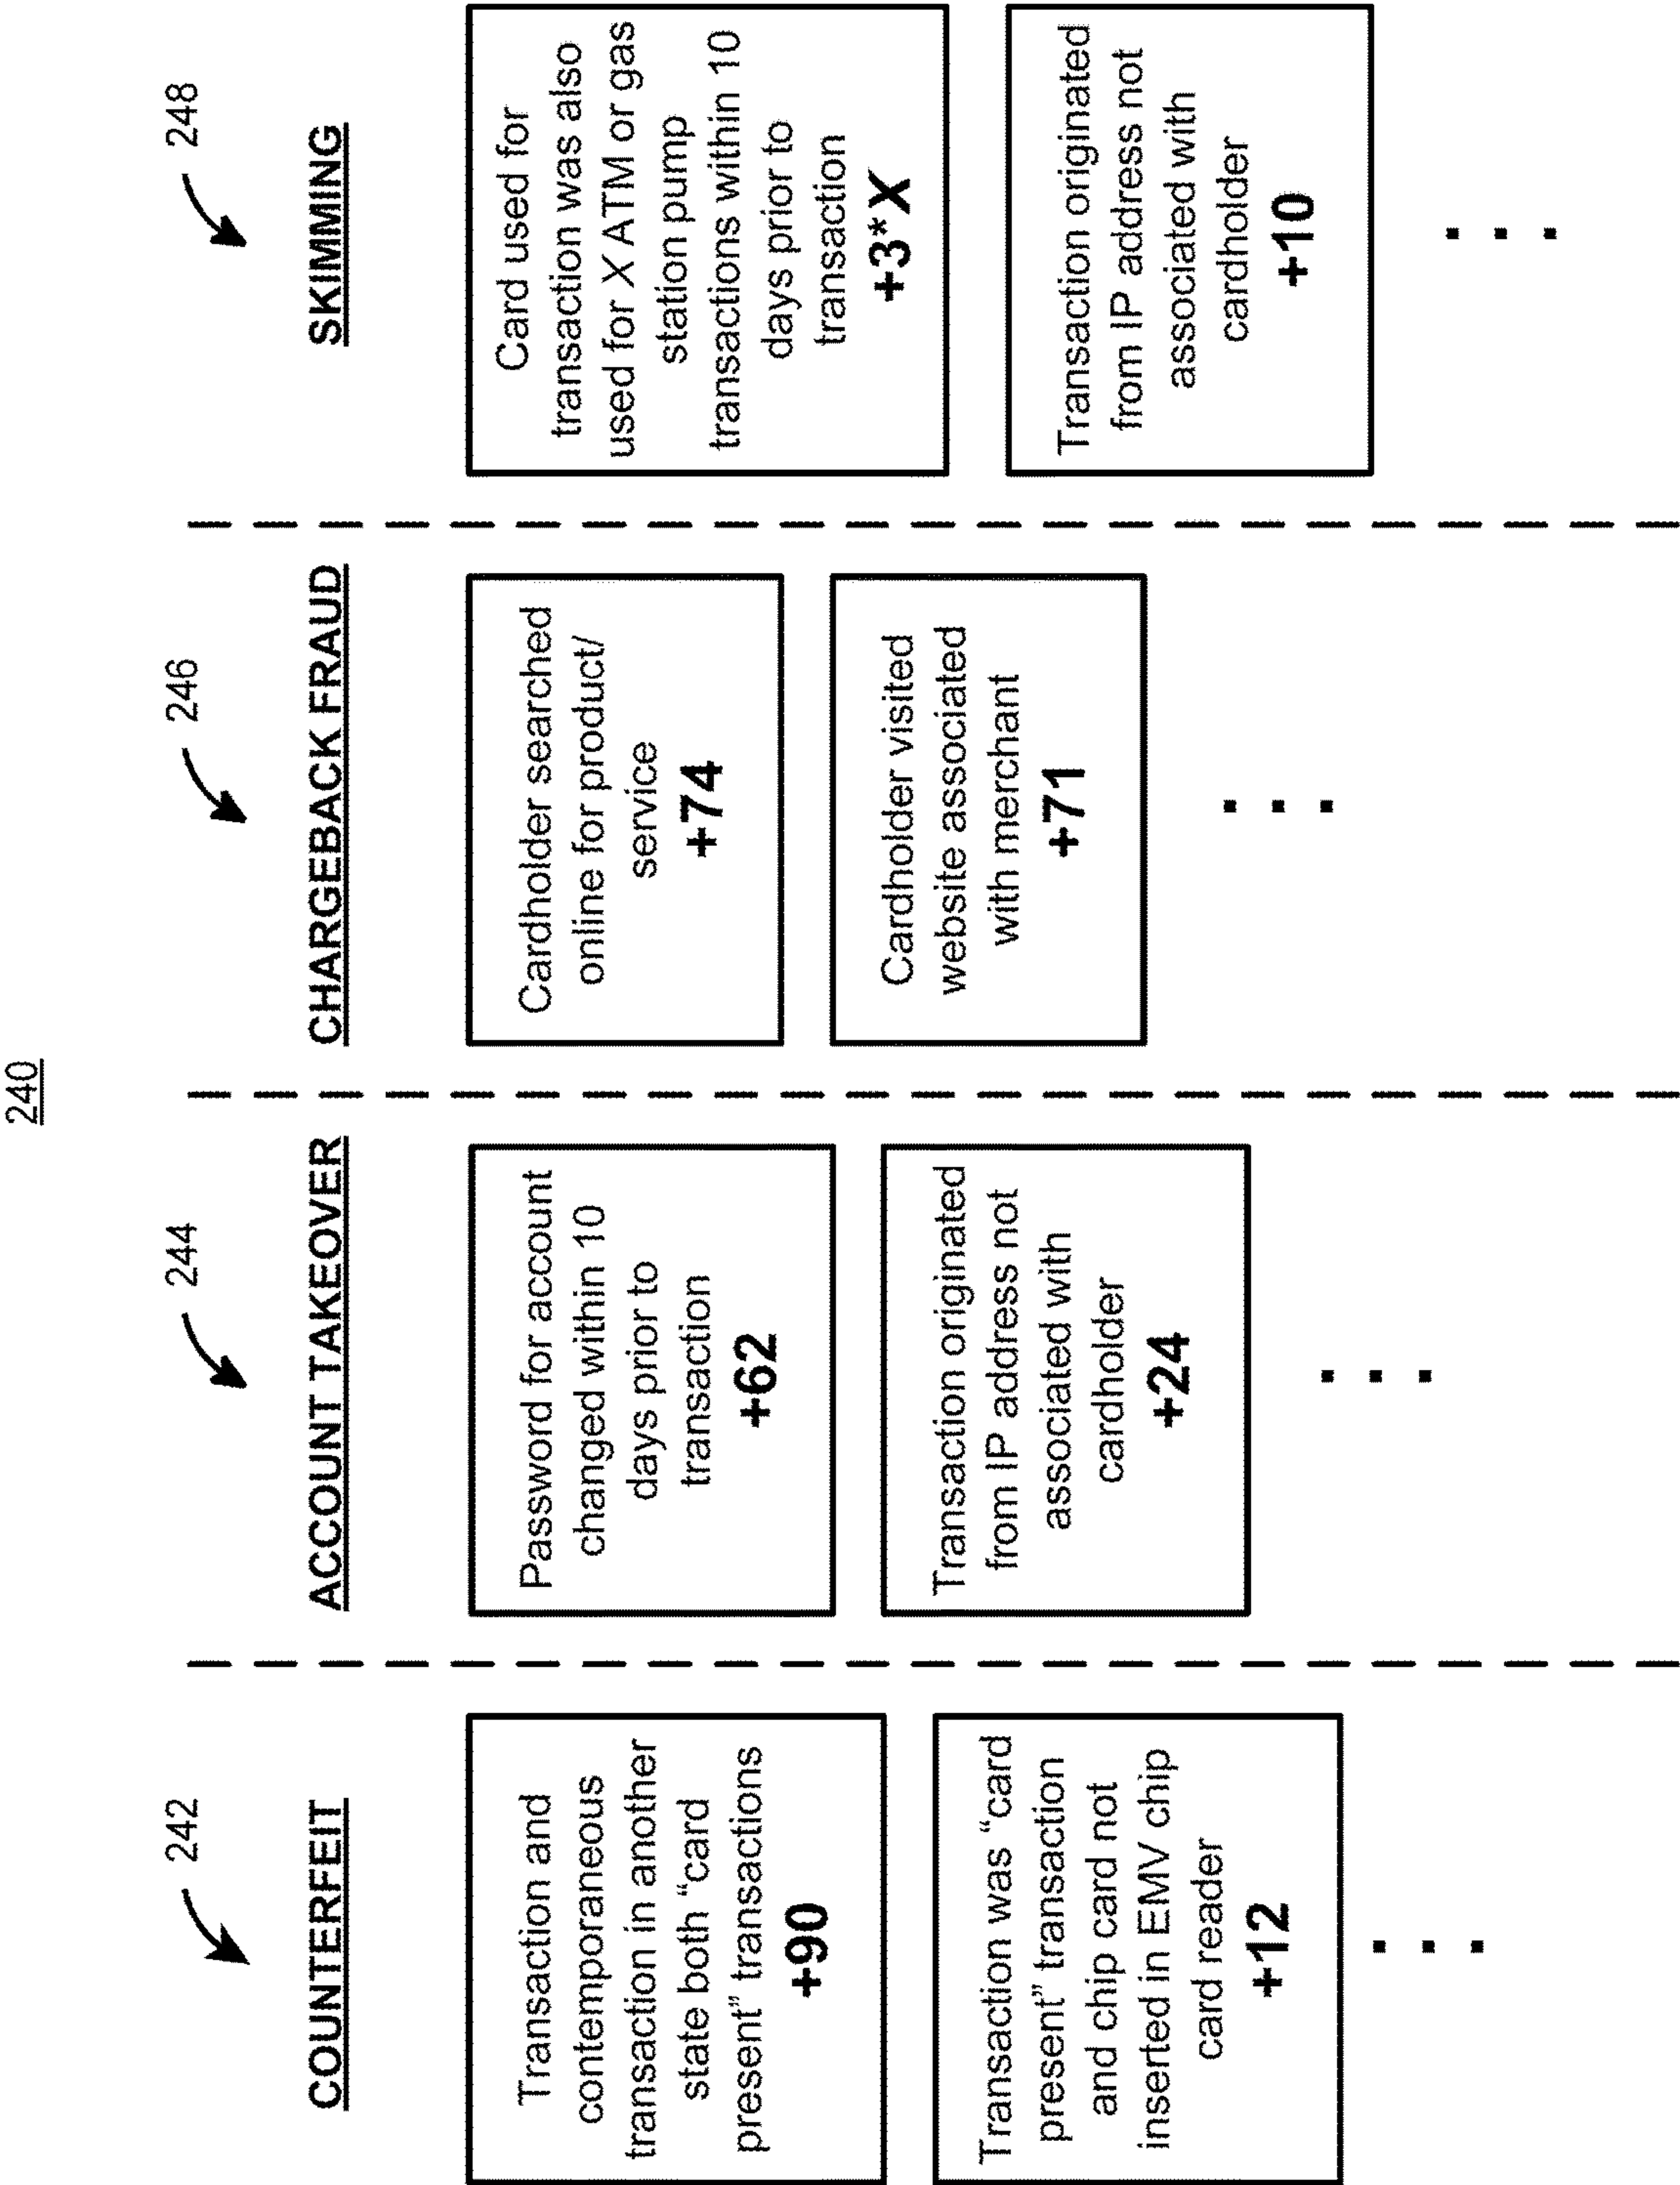 240
242
COUNTERFEIT
Transaction and
contemporaneous
transaction in another
state both “card
present” transactions
+90
Transaction was “card
present” transaction
and chip card not
inserted in EMV chip
card reader
+12
244
ACCOUNT TAKEOVER
Password for account
changed within 10
days prior to
transaction
+62
Transaction originated
from IP address not
associated with
cardholder
+24
246
CHARGEBACK FRAUD
Cardholder searched
online for product/
service
+74
Cardholder visited
website associated
with merchant
+71
248
SKIMMING
Card used for
transaction was also
used for X ATM or gas
station pump
transactions within 10
days prior to
transaction
+3*X
Transaction originated
from IP address not
associated with
cardholder
+10